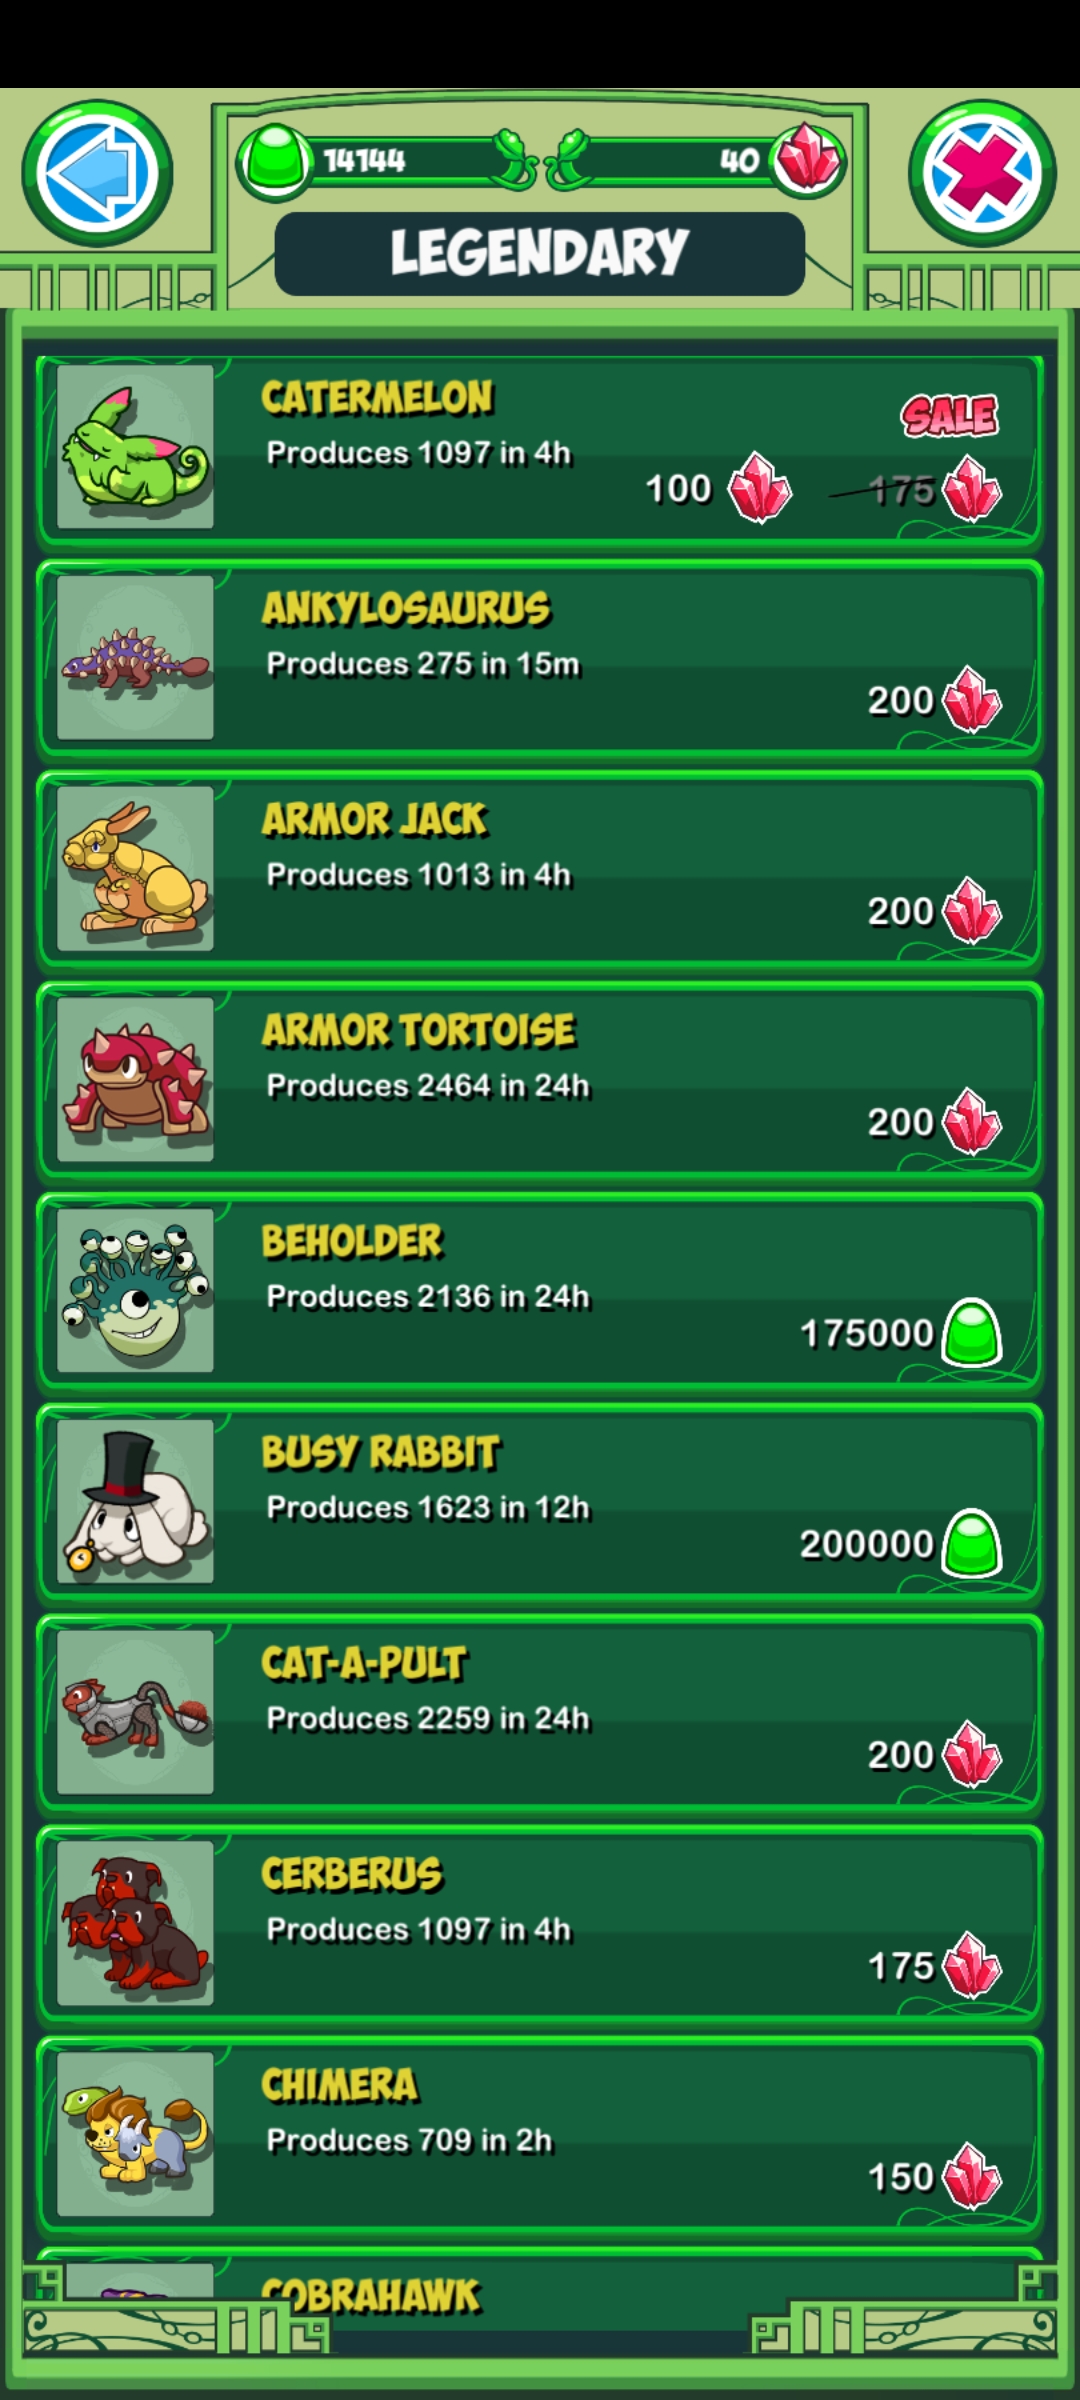 14144
40
LEGENDARY
CATERMELON
SALE
Produces 1097 in 4h
100
175
ANKYLOSAURUS
Produces 275 in 15m
200
ARMOR JACK
Produces 1013 in 4h
200
ARMOR TORTOISE
Produces 2464 in 24h
200
BEHOLDER
Produces 2136 in 24h
175000
BUSY RABBIT
Produces 1623 in 12h
200000
CAT-A-PULT
Produces 2259 in 24h
200
CERBERUS
Produces 1097 in 4h
175
CHIMERA
Produces 709 in 2h
150
COBRAHAWK